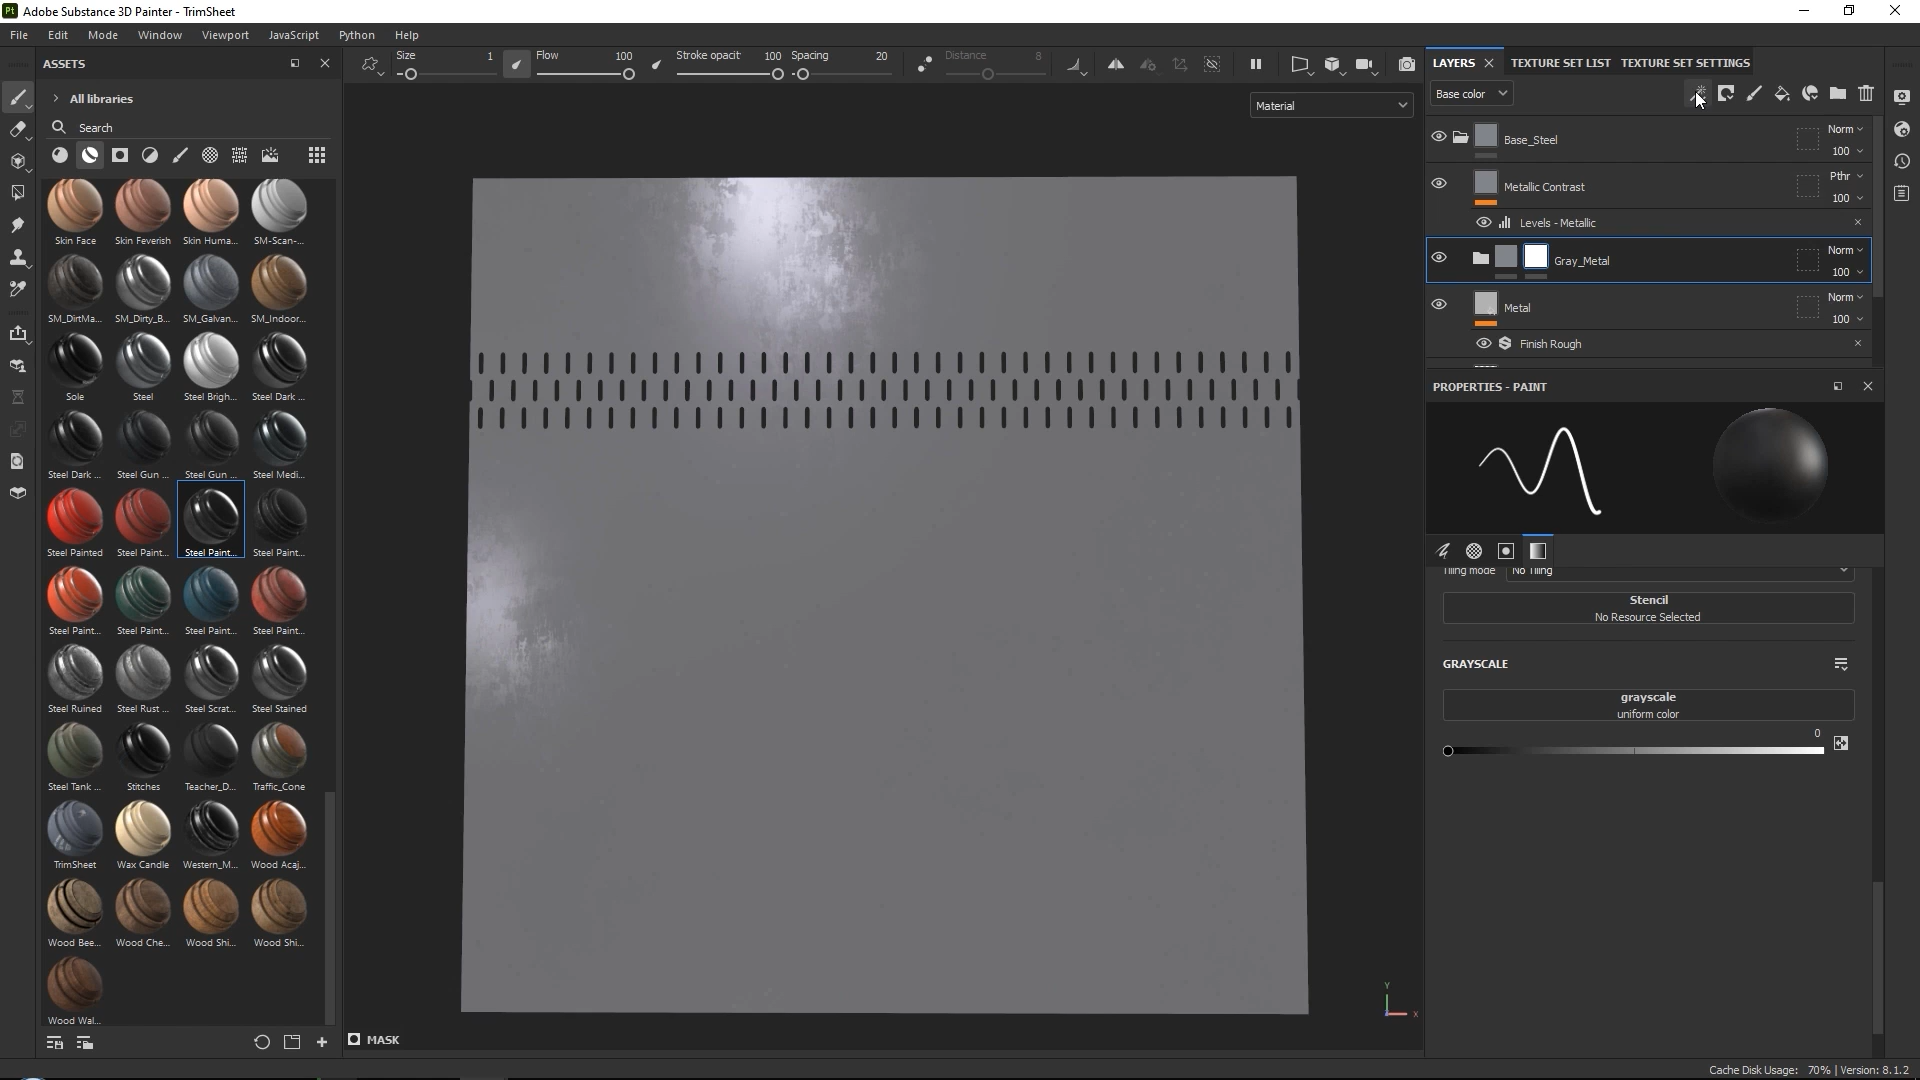 Pt Adobe Substance 3D Painter - TrimSheet
File Edit Mode Window Viewport JavaScript Python Help
ASSETS
Size 1 Flow 100 Stroke opacit 100 Spacing 20 Distance 8
LAYERS TEXTURE SET LIST TEXTURE SET SETTINGS
All libraries
Base color
Material
Search
Base_Steel Norm
100
Metallic Contrast Pthr
100
Levels - Metallic
Gray_Metal Norm
100
Metal Norm
100
Finish Rough
PROPERTIES - PAINT
Tiling mode No Tiling
Stencil
No Resource Selected
GRAYSCALE
grayscale
uniform color
0
Skin Face Skin Feverish Skin Huma... SM-Scan-...
SM_DirtMa... SM_Dirty_B... SM_Galvan... SM_Indoor...
Sole Steel Steel Brigh... Steel Dark ...
Steel Dark ... Steel Gun ... Steel Gun ... Steel Medi...
Steel Painted Steel Paint... Steel Paint... Steel Paint...
Steel Paint... Steel Paint... Steel Paint... Steel Paint...
Steel Ruined Steel Rust ... Steel Scrat... Steel Stained
Steel Tank ... Stitches Teacher_D... Traffic_Cone
TrimSheet Wax Candle Western_M... Wood Acaj...
Wood Bee... Wood Che... Wood Shi... Wood Shi...
Wood Wal...
Y
X
MASK
Cache Disk Usage: 70% | Version: 8.1.2